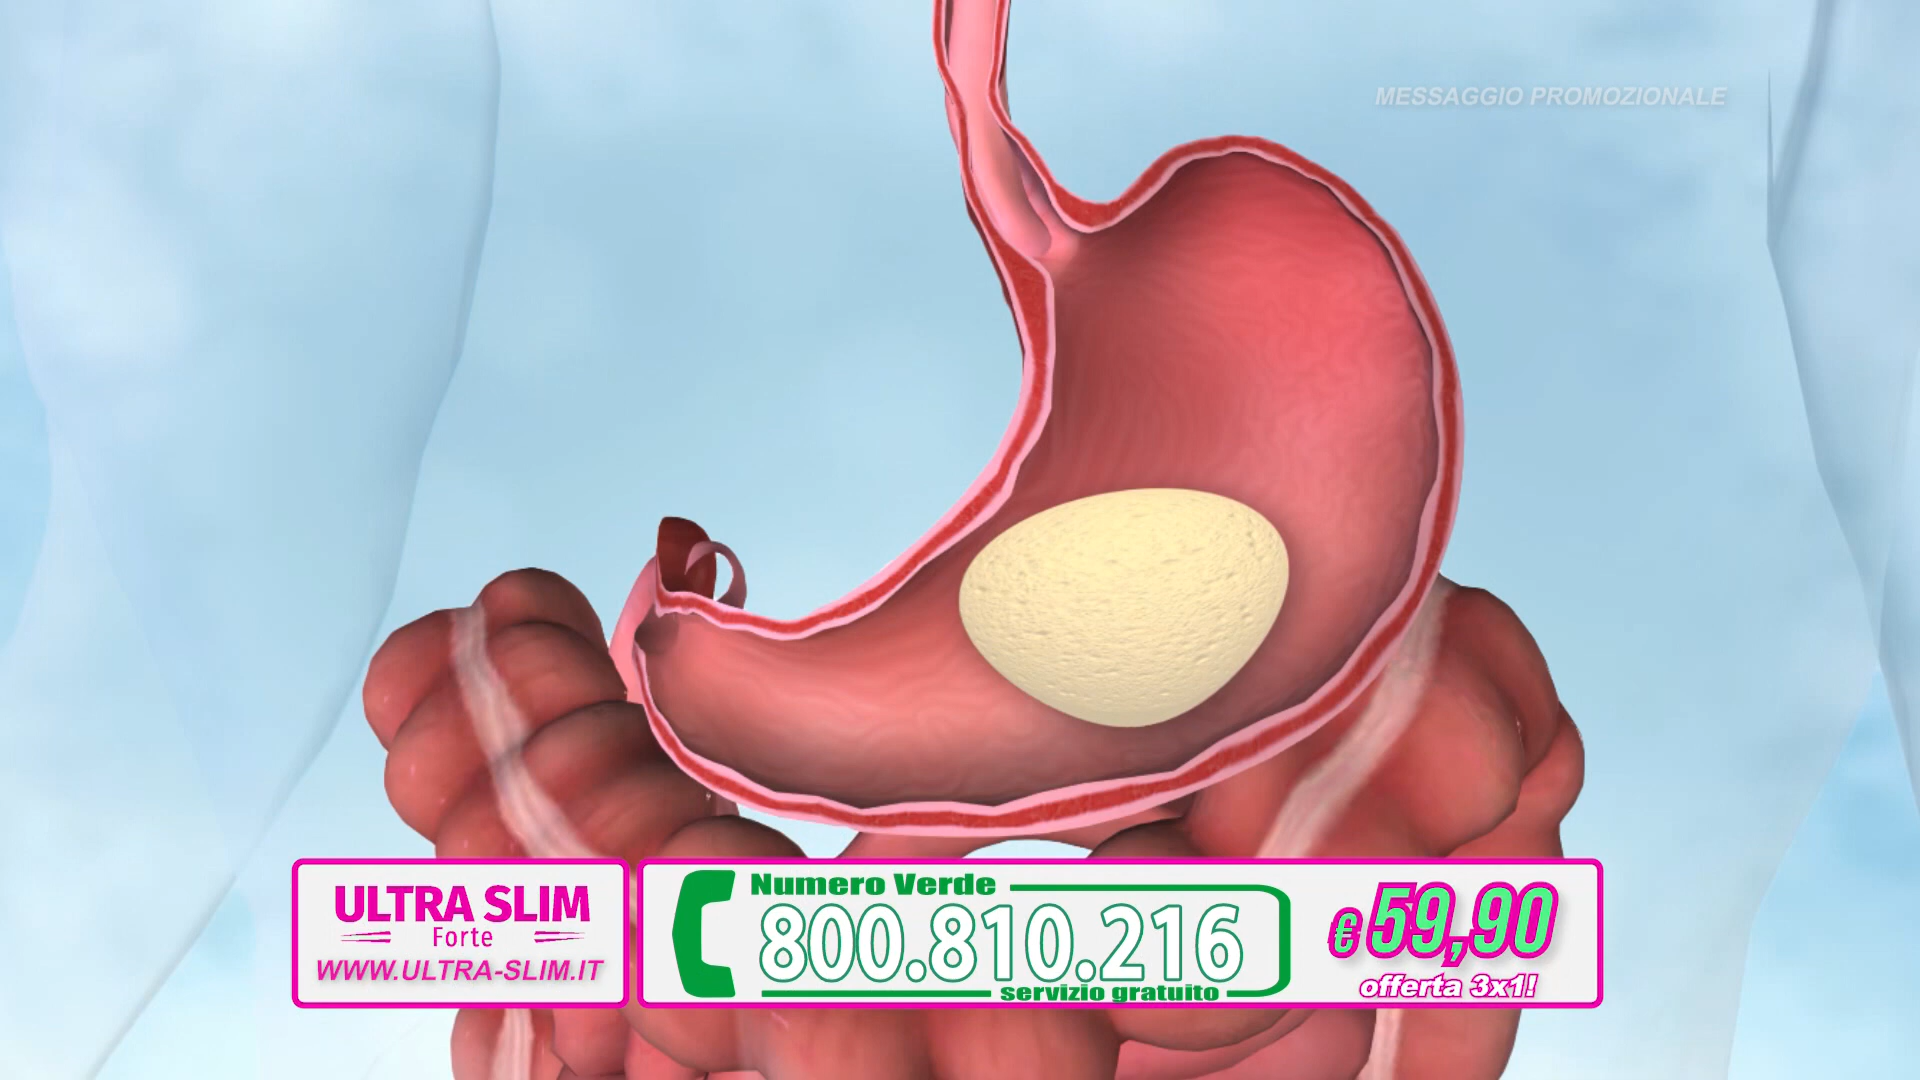 MESSAGGIO PROMOZIONALE
ULTRA SLIM
Forte
WWW.ULTRA-SLIM.IT
Numero Verde
800.810.216
servizio gratuito
€ 59,90
offerta 3x1!